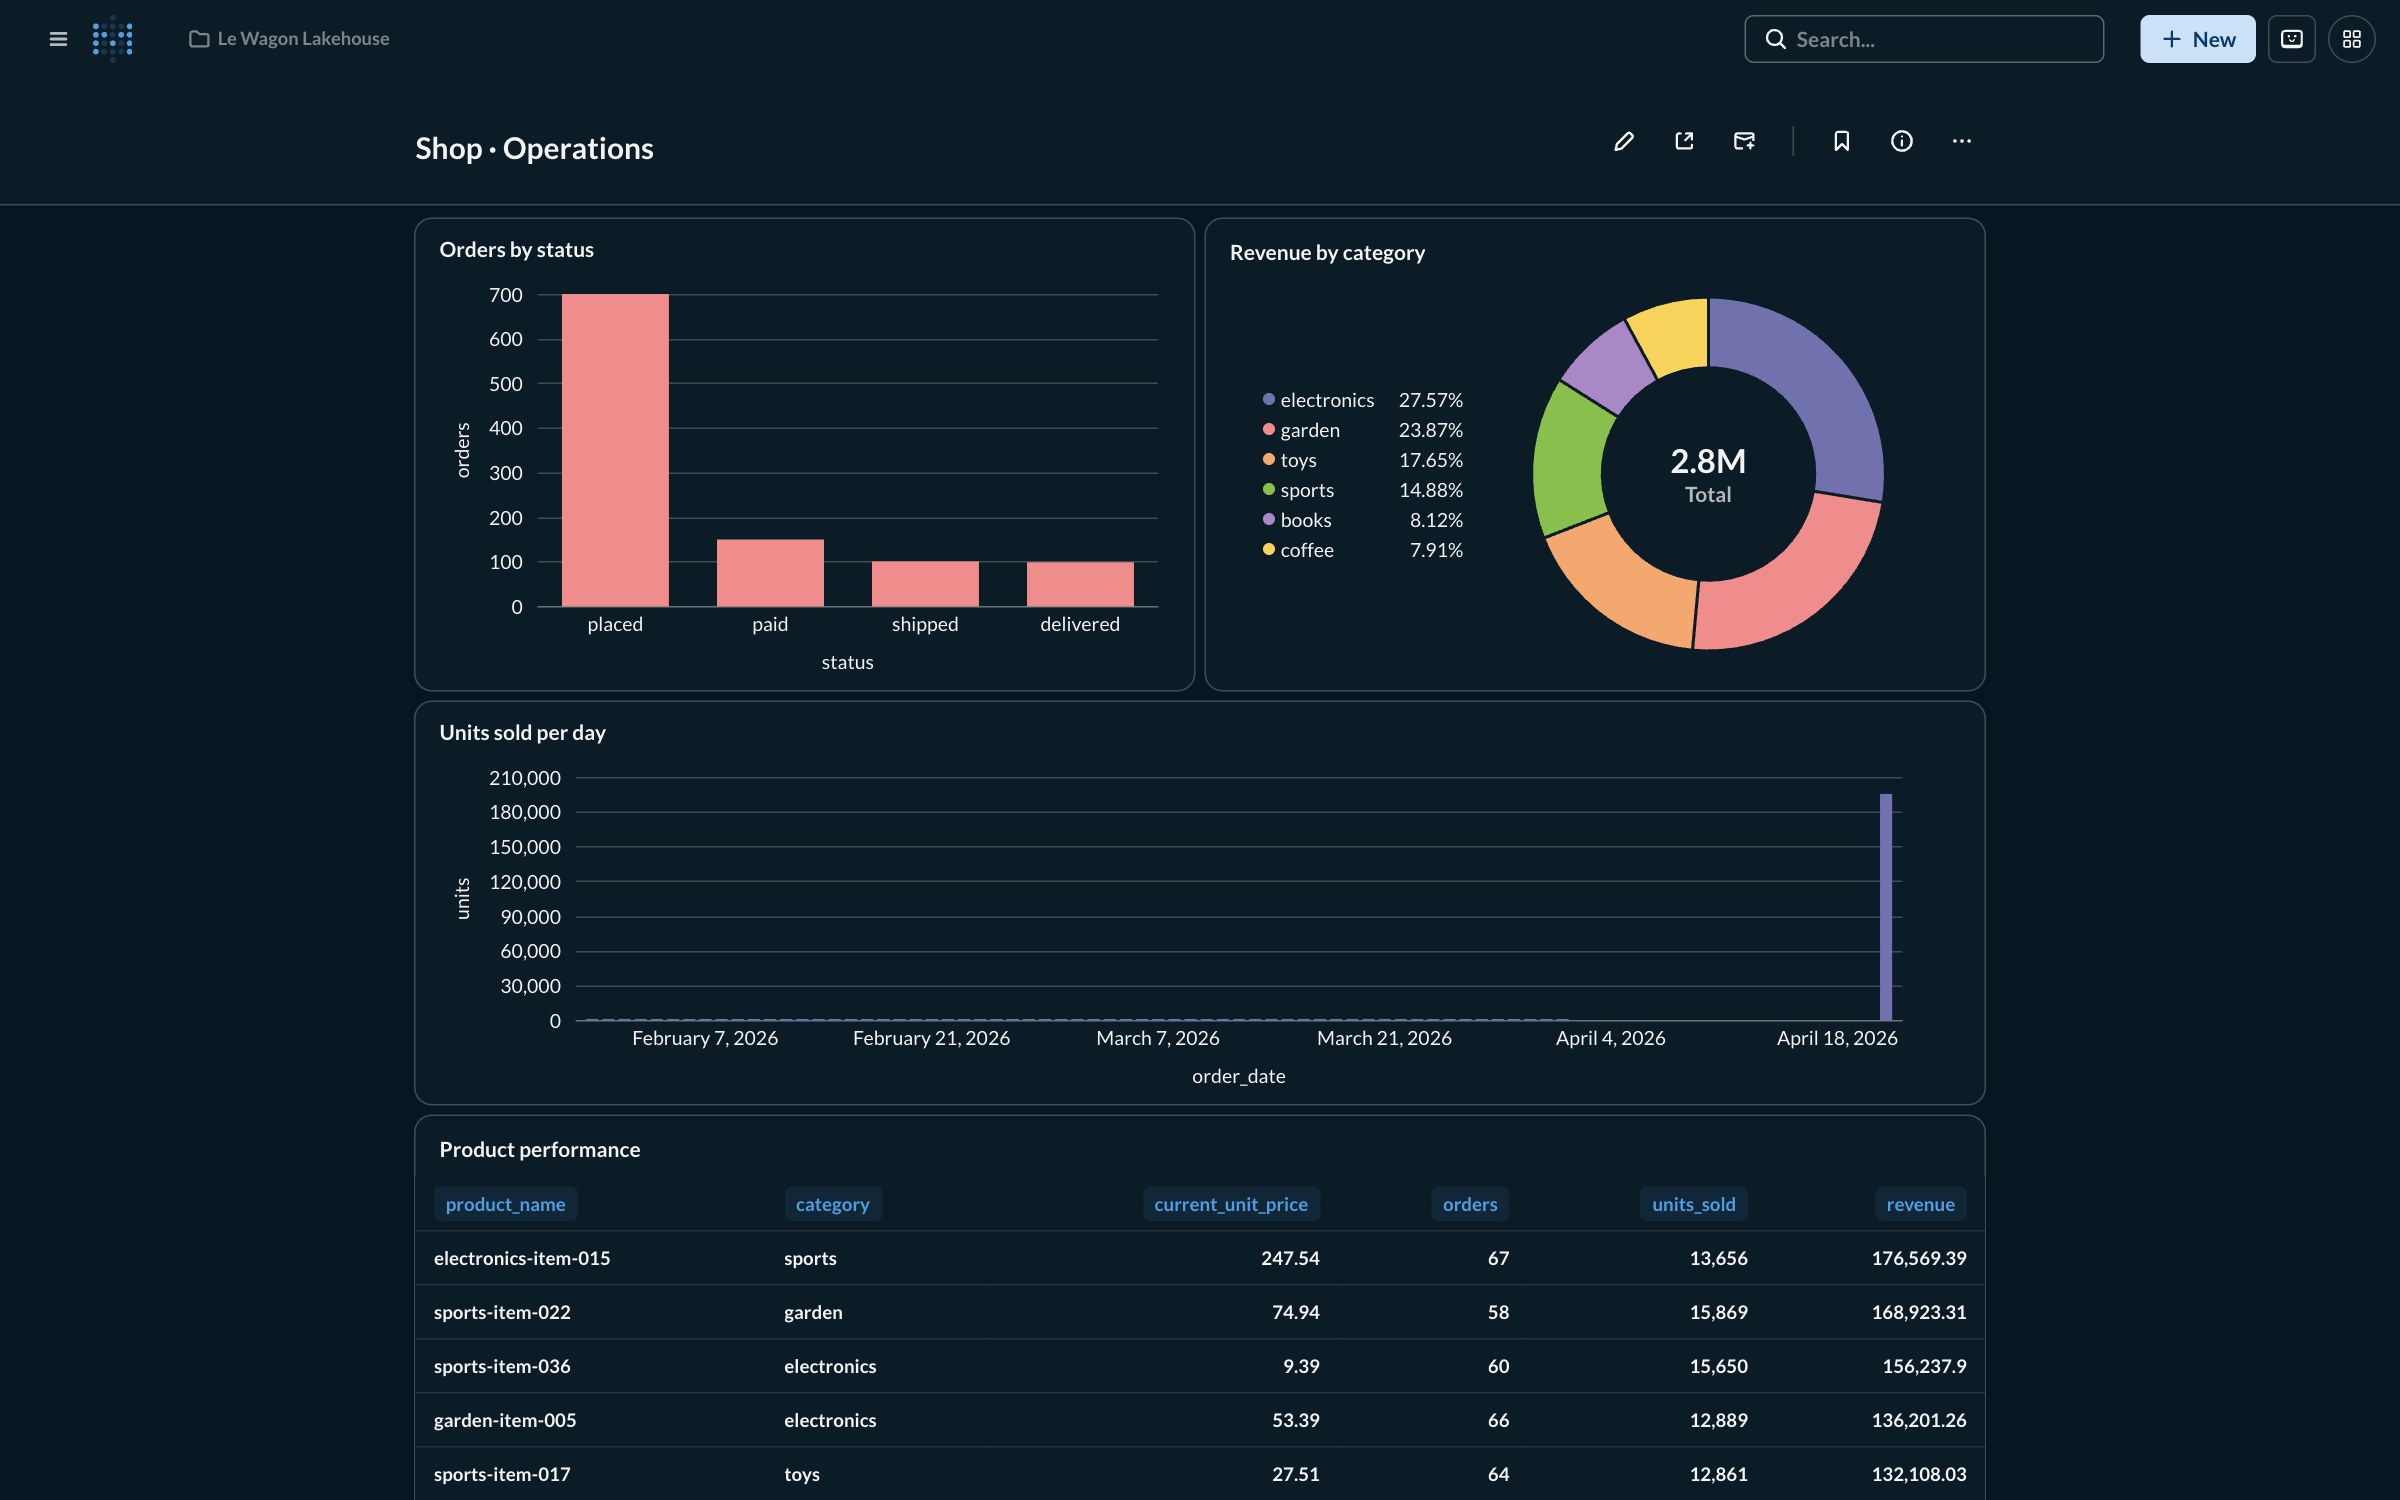 Le Wagon Lakehouse
Search...
New
Shop · Operations
Orders by status
700
600
500
400
300
200
100
0
orders
placed paid shipped delivered
status
Revenue by category
electronics 27.57%
garden 23.87%
toys 17.65%
sports 14.88%
books 8.12%
coffee 7.91%
2.8M
Total
Units sold per day
210,000
180,000
150,000
120,000
90,000
60,000
30,000
0
units
February 7, 2026 February 21, 2026 March 7, 2026 March 21, 2026 April 4, 2026 April 18, 2026
order_date
Product performance
product_name category current_unit_price orders units_sold revenue
electronics-item-015 sports 247.54 67 13,656 176,569.39
sports-item-022 garden 74.94 58 15,869 168,923.31
sports-item-036 electronics 9.39 60 15,650 156,237.9
garden-item-005 electronics 53.39 66 12,889 136,201.26
sports-item-017 toys 27.51 64 12,861 132,108.03